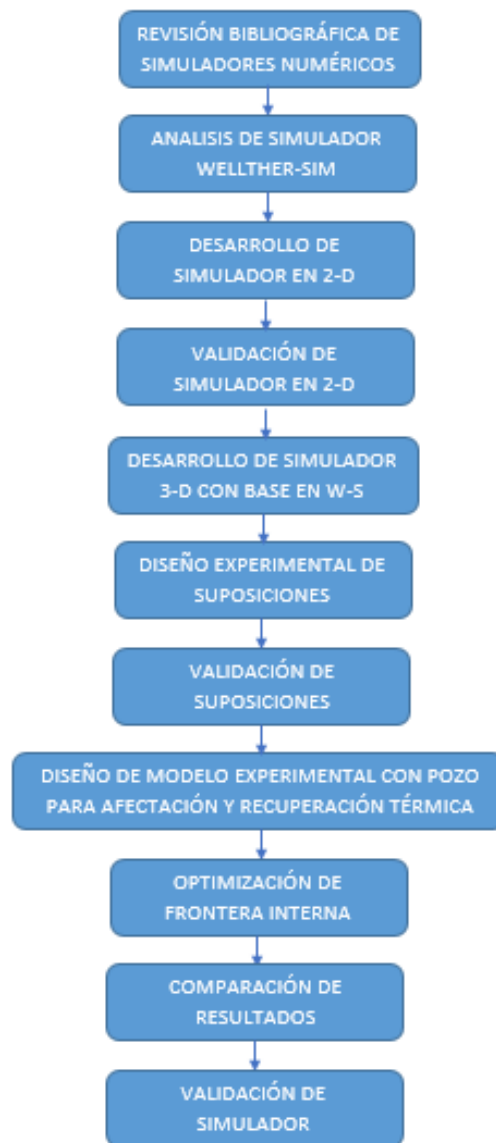 REVISIÓN BIBLIOGRÁFICA DE
SIMULADORES NUMÉRICOS
ANALISIS DE SIMULADOR
WELLTHER-SIM
DESARROLLO DE
SIMULADOR EN 2-D
VALIDACIÓN DE
SIMULADOR EN 2-D
DESARROLLO DE SIMULADOR
3-D CON BASE EN W-S
DISEÑO EXPERIMENTAL DE
SUPOSICIONES
VALIDACIÓN DE
SUPOSICIONES
DISEÑO DE MODELO EXPERIMENTAL CON POZO
PARA AFECTACIÓN Y RECUPERACIÓN TÉRMICA
OPTIMIZACIÓN DE
FRONTERA INTERNA
COMPARACIÓN DE
RESULTADOS
VALIDACIÓN DE
SIMULADOR